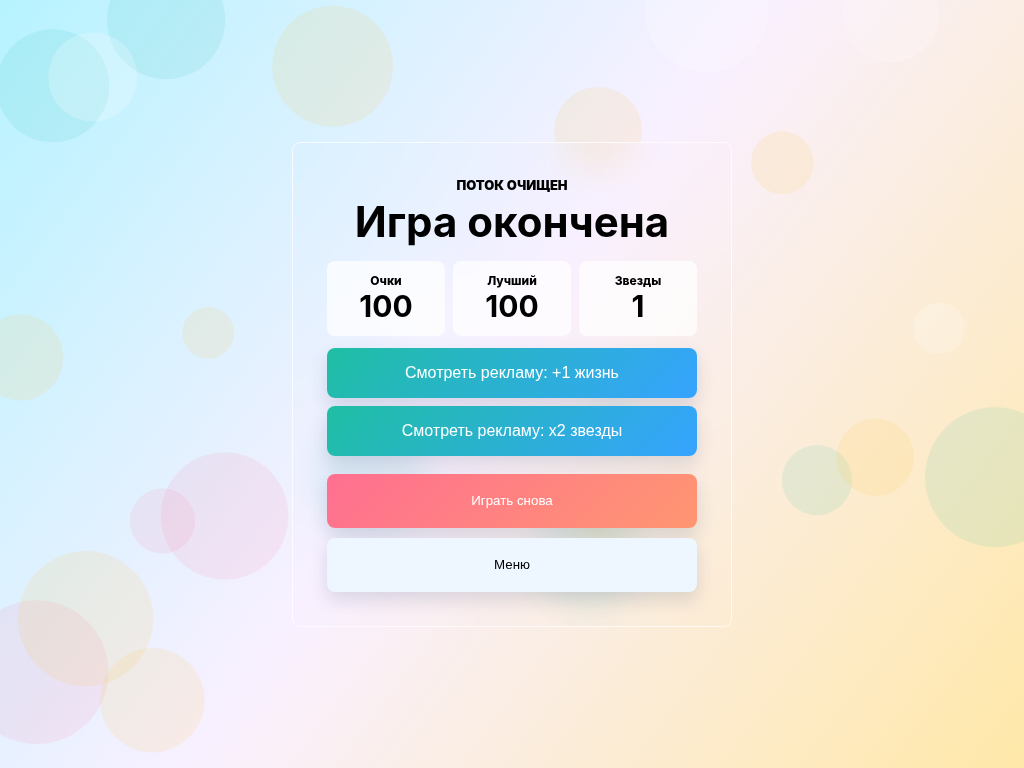 ПОТОК ОЧИЩЕН
Игра окончена
Очки
100
Лучший
100
Звезды
1
Смотреть рекламу: +1 жизнь
Смотреть рекламу: x2 звезды
Играть снова
Меню